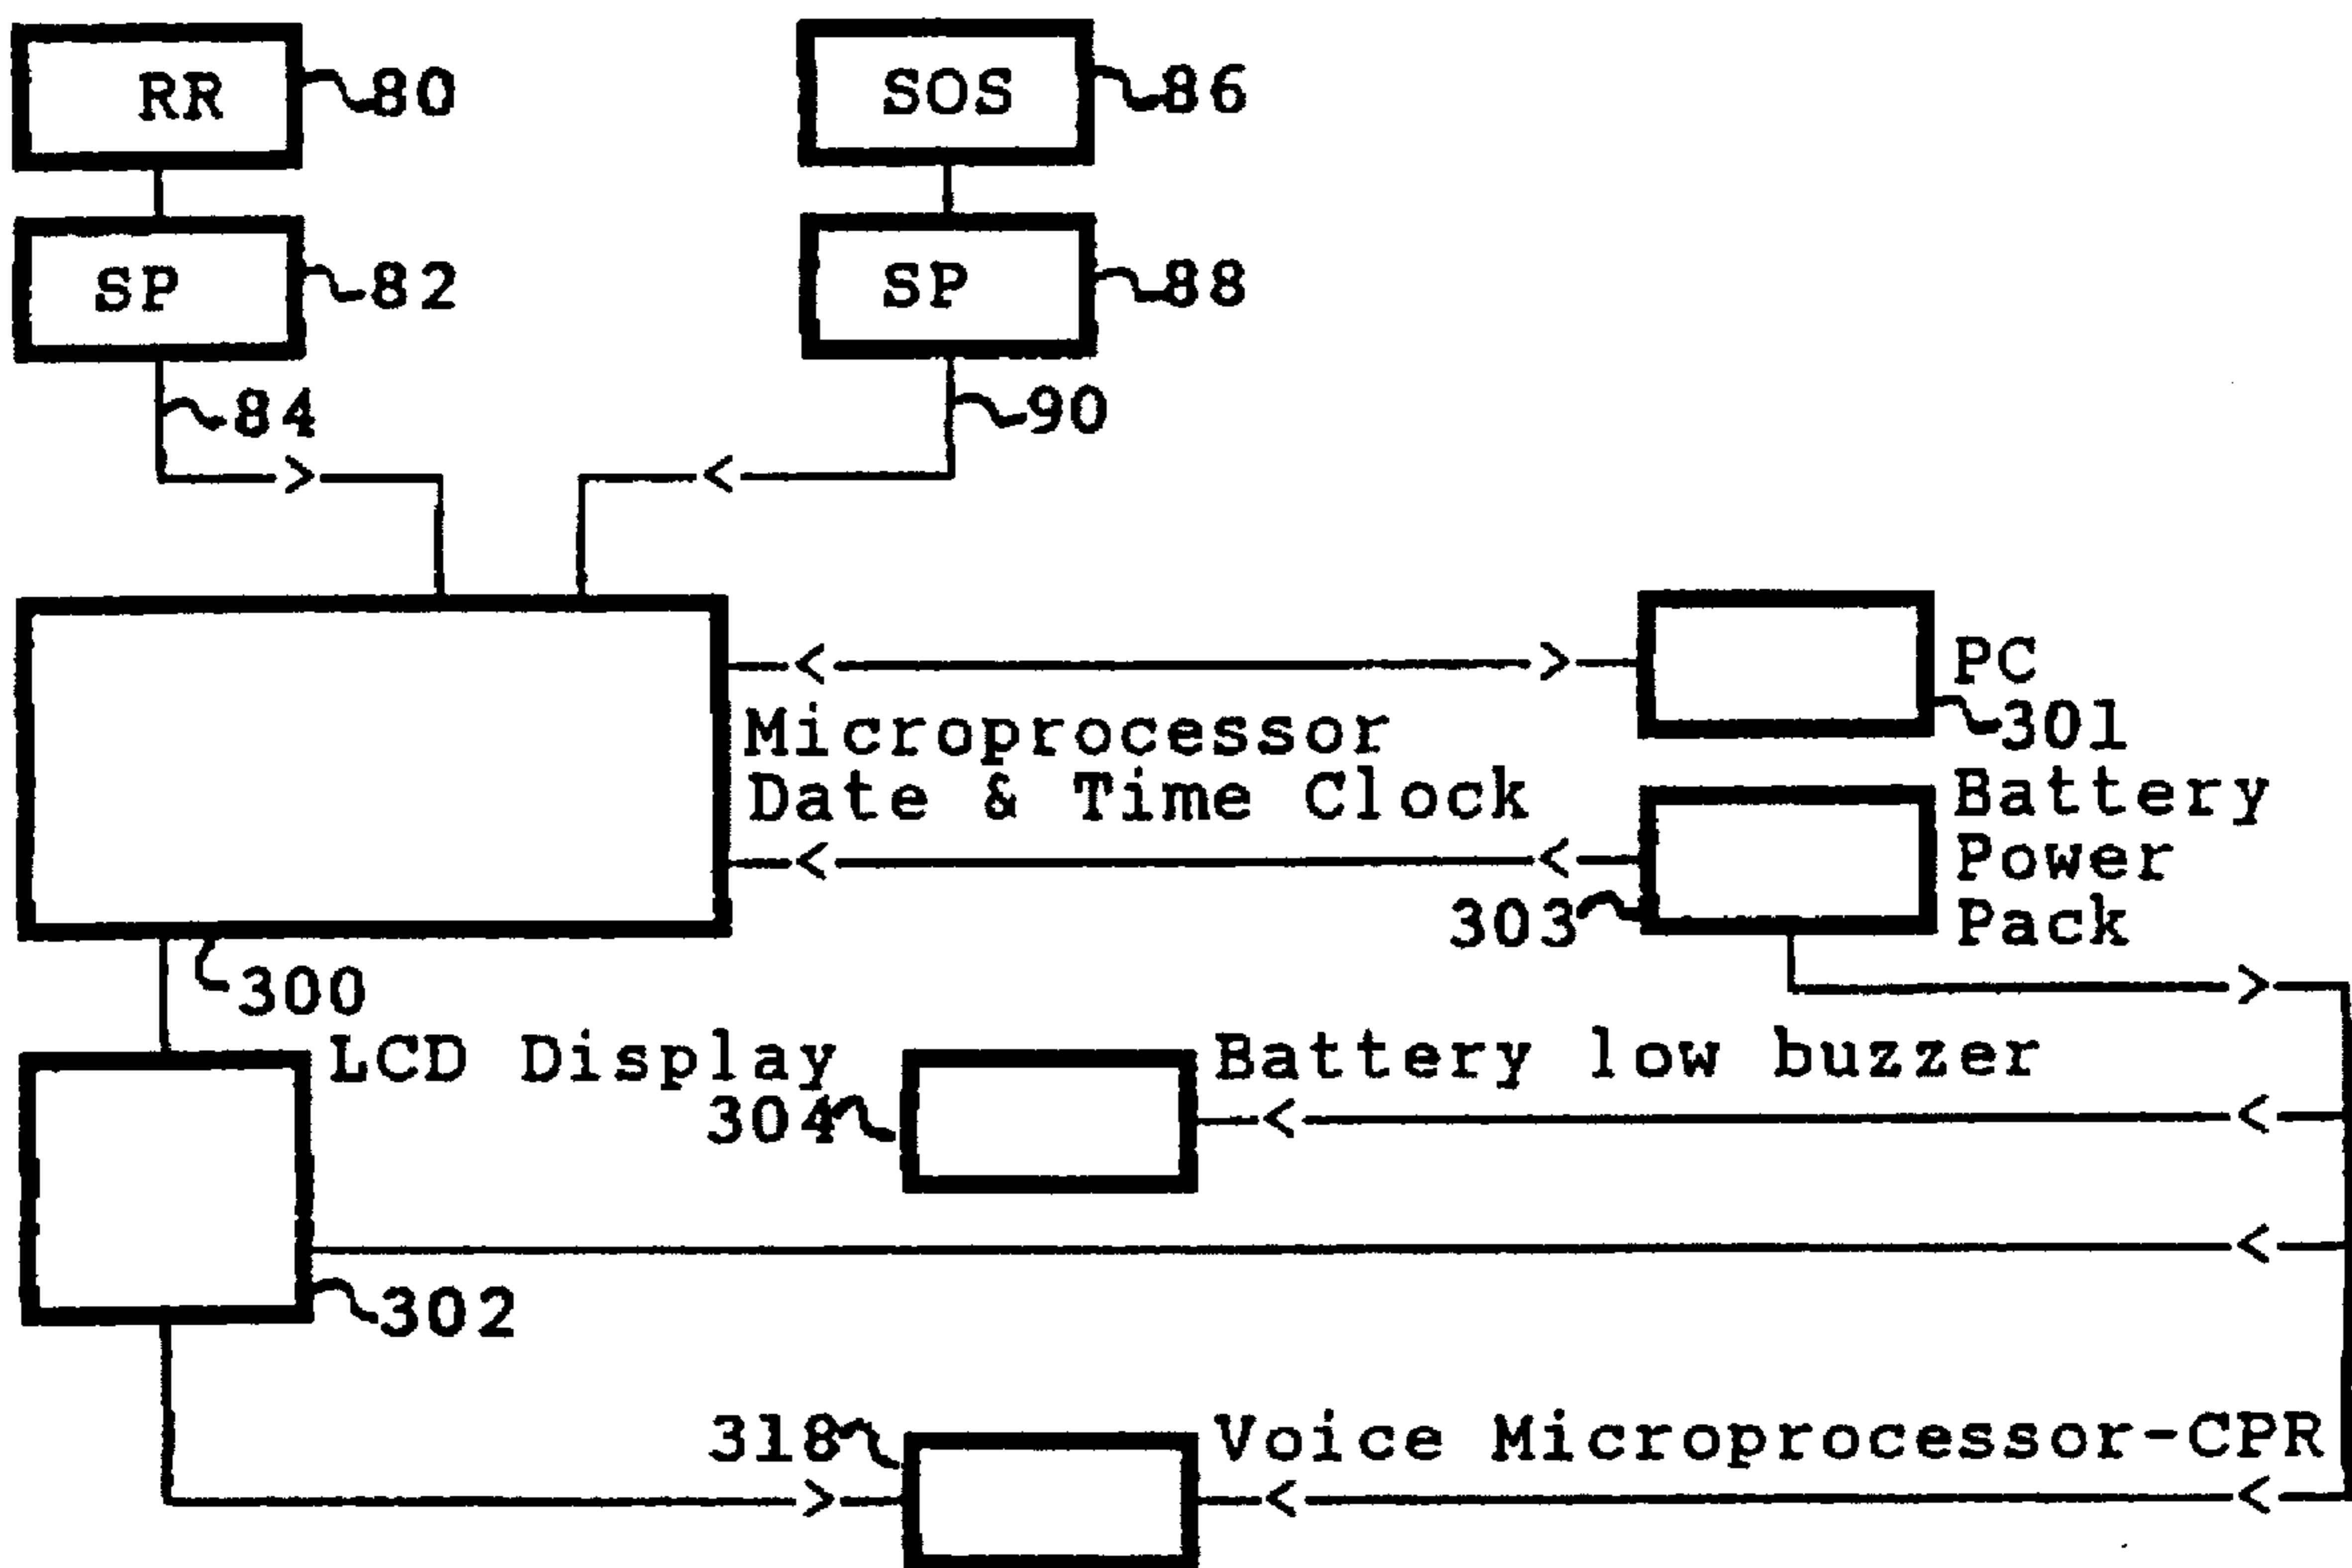 RR
80
SOS
86
SP
82
SP
88
84
90
Microprocessor
Date & Time Clock
PC
301
Battery
Power
Pack
303
300
LCD Display
304
Battery low buzzer
302
318
Voice Microprocessor-CPR